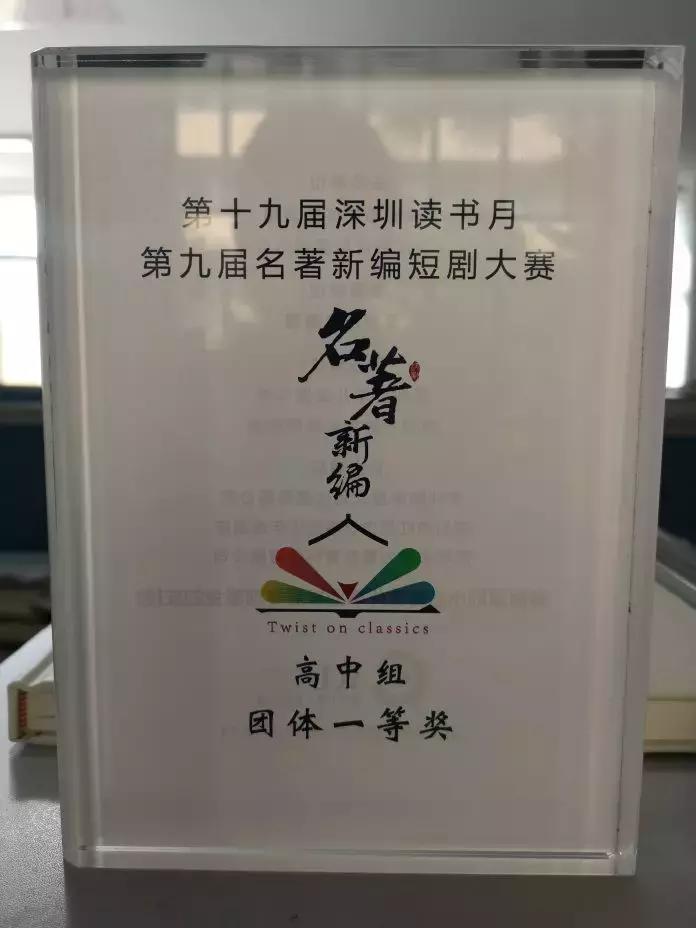 第十九届深圳读书月
第九届名著新编短剧大赛
名著
新编
Twist on classics
高中组
团体一等奖